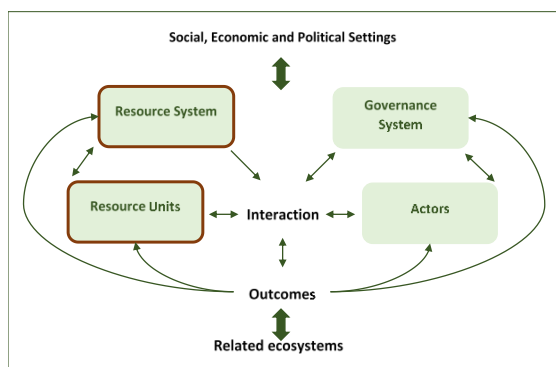 Social, Economic and Political Settings
Resource System
Governance
System
Resource Units
Interaction
Actors
Outcomes
Related ecosystems